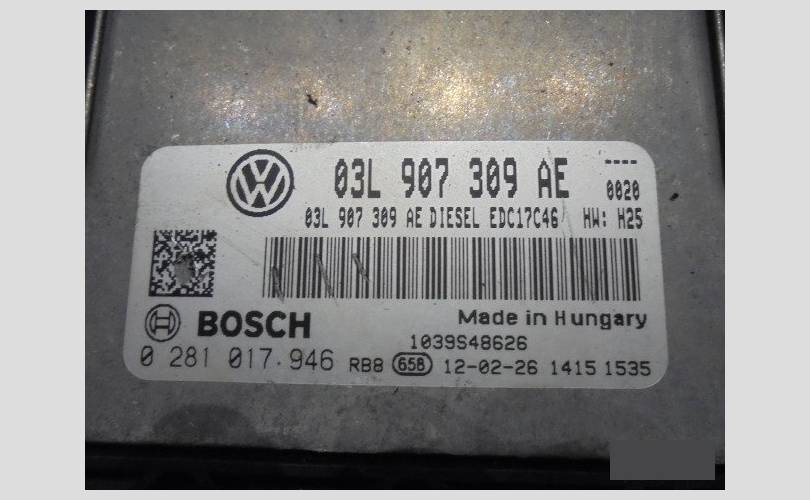 03L 907 309 AE ----
0020
03L 907 309 AE DIESEL EDC17C46 HW: H25
BOSCH
Made in Hungary
1039S48626
0 281 017 946 RB8 658 12-02-26 1415 1535